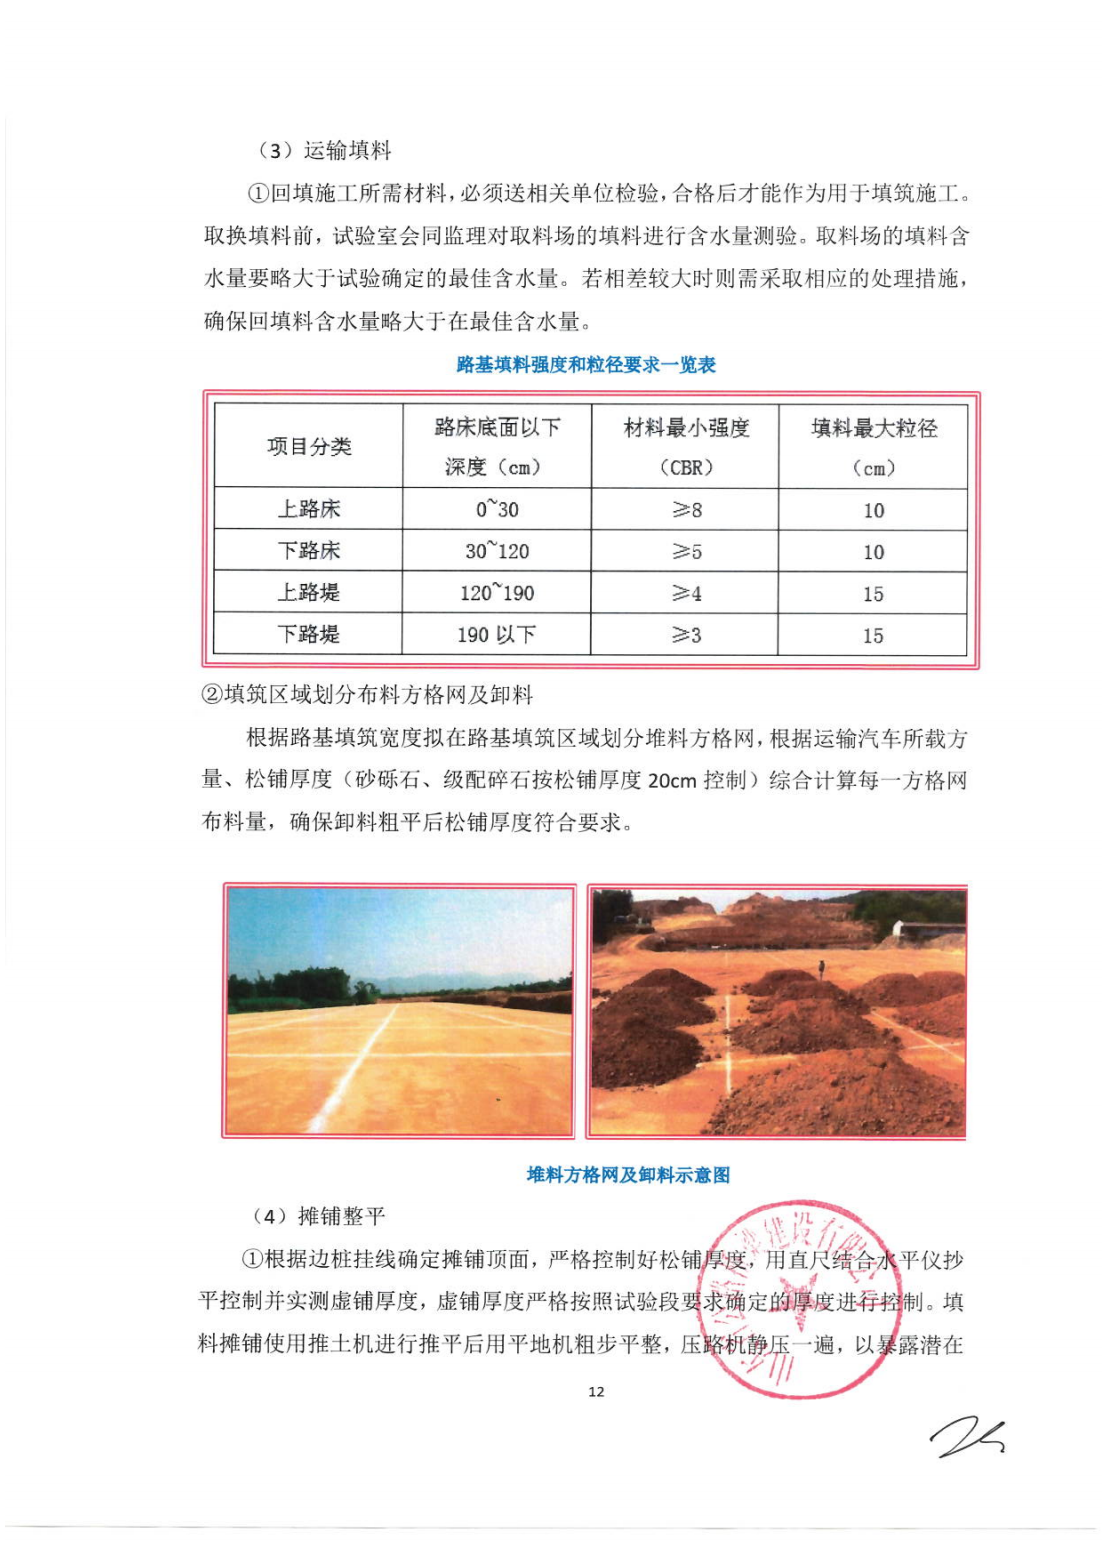 （3）运输填料
①回填施工所需材料，必须送相关单位检验，合格后才能作为用于填筑施工。
取换填料前，试验室会同监理对取料场的填料进行含水量测验。取料场的填料含
水量要略大于试验确定的最佳含水量。若相差较大时则需采取相应的处理措施，
确保回填料含水量略大于在最佳含水量。
路基填料强度和粒径要求一览表
项目分类 路床底面以下深度（cm） 材料最小强度（CBR） 填料最大粒径（cm）
上路床 0~30 ≥8 10
下路床 30~120 ≥5 10
上路堤 120~190 ≥4 15
下路堤 190 以下 ≥3 15
②填筑区域划分布料方格网及卸料
根据路基填筑宽度拟在路基填筑区域划分堆料方格网，根据运输汽车所载方
量、松铺厚度（砂砾石、级配碎石按松铺厚度 20cm 控制）综合计算每一方格网
布料量，确保卸料粗平后松铺厚度符合要求。
堆料方格网及卸料示意图
（4）摊铺整平
①根据边桩挂线确定摊铺顶面，严格控制好松铺厚度，用直尺结合水平仪抄
平控制并实测虚铺厚度，虚铺厚度严格按照试验段要求确定的厚度进行控制。填
料摊铺使用推土机进行推平后用平地机粗步平整，压路机静压一遍，以暴露潜在
建设有限公司
12